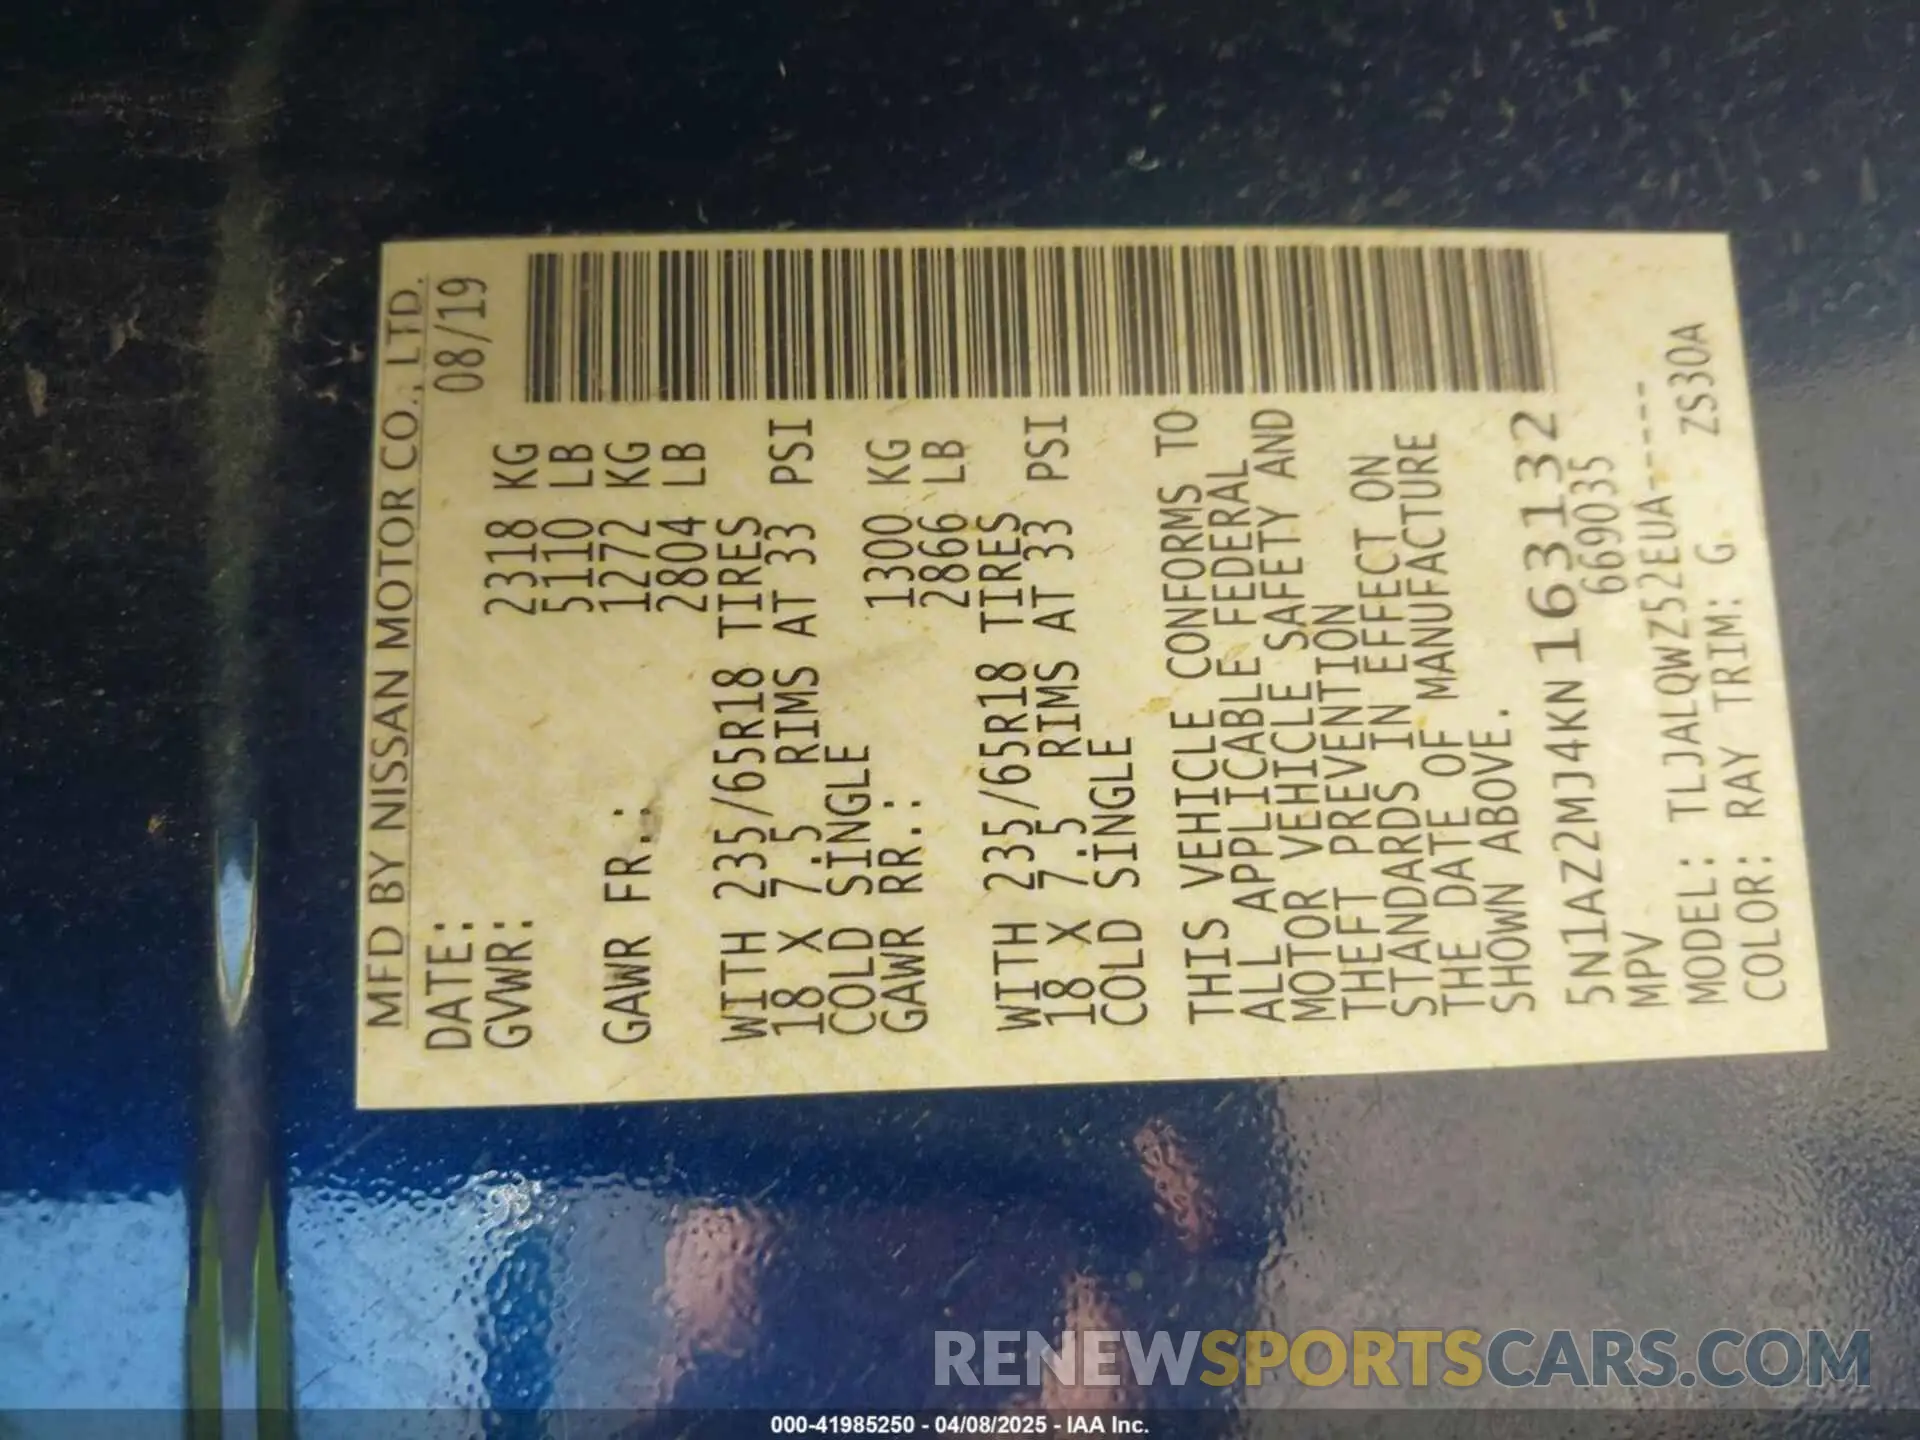 MFD BY NISSAN MOTOR CO., LTD.
DATE: 08/19
GVWR: 2318 KG
5110 LB
GAWR FR.: 1272 KG
2804 LB
WITH 235/65R18 TIRES
18 X 7.5 RIMS AT 33 PSI
COLD SINGLE
GAWR RR.: 1300 KG
2866 LB
WITH 235/65R18 TIRES
18 X 7.5 RIMS AT 33 PSI
COLD SINGLE
THIS VEHICLE CONFORMS TO
ALL APPLICABLE FEDERAL
MOTOR VEHICLE SAFETY AND
THEFT PREVENTION
STANDARDS IN EFFECT ON
THE DATE OF MANUFACTURE
SHOWN ABOVE.
5N1AZ2MJ4KN 163132
MPV 669035
MODEL: TLJALQWZ52EUA-----
COLOR: RAY TRIM: G ZS30A
RENEWSPORTSCARS.COM
000-41985250 - 04/08/2025 - IAA Inc.